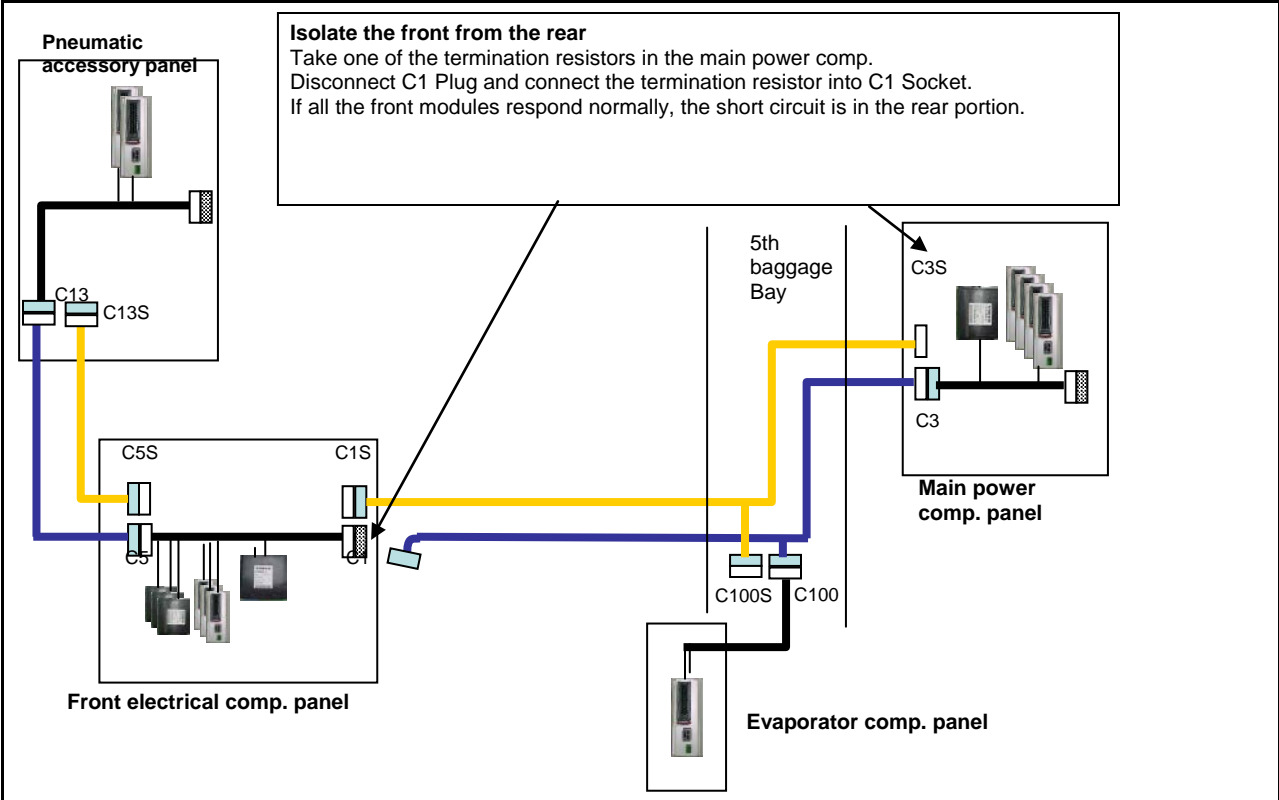 Isolate the front from the rear
Take one of the termination resistors in the main power comp.
Disconnect C1 Plug and connect the termination resistor into C1 Socket.
If all the front modules respond normally, the short circuit is in the rear portion.
Pneumatic
accessory panel
C13
C13S
5th
baggage
Bay
C3S
C3
Main power
comp. panel
C5S
C1S
C5
C1
C100S
C100
Front electrical comp. panel
Evaporator comp. panel